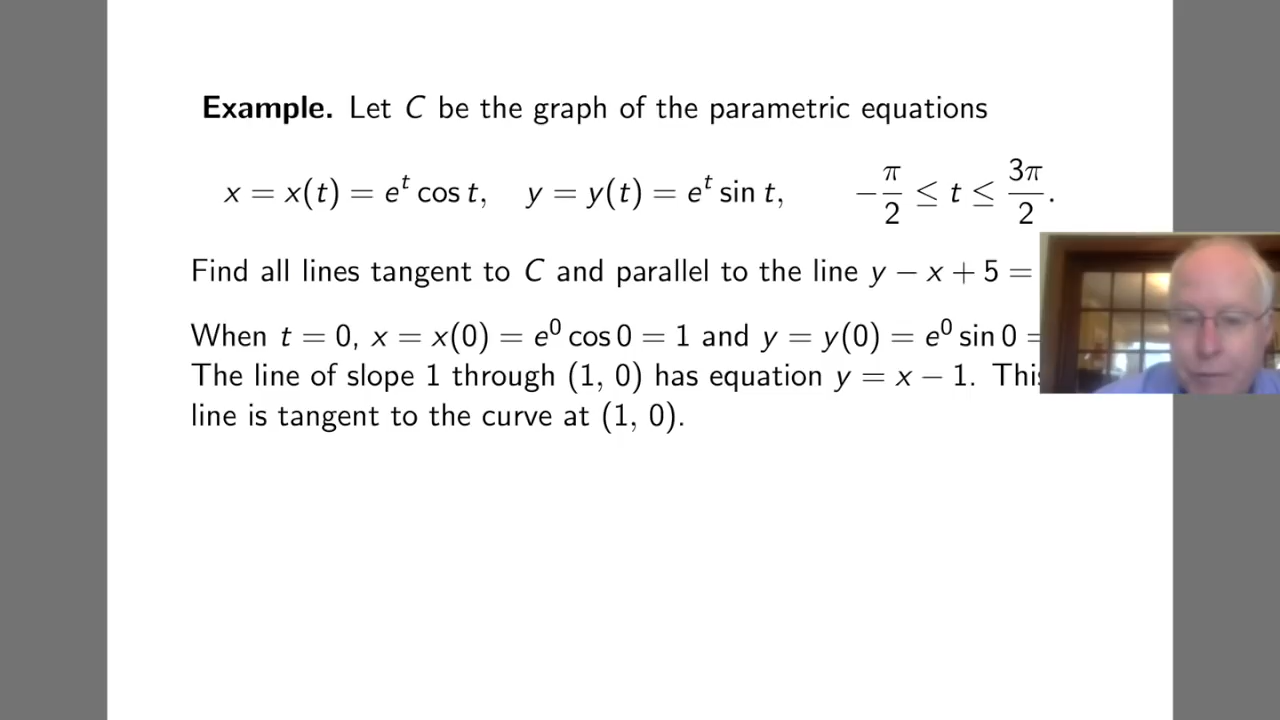 Example. Let C be the graph of the parametric equations
x = x(t) = e^t cos t, y = y(t) = e^t sin t, −π/2 ≤ t ≤ 3π/2.
Find all lines tangent to C and parallel to the line y − x + 5 =
When t = 0, x = x(0) = e^0 cos 0 = 1 and y = y(0) = e^0 sin 0 =
The line of slope 1 through (1, 0) has equation y = x − 1. This
line is tangent to the curve at (1, 0).